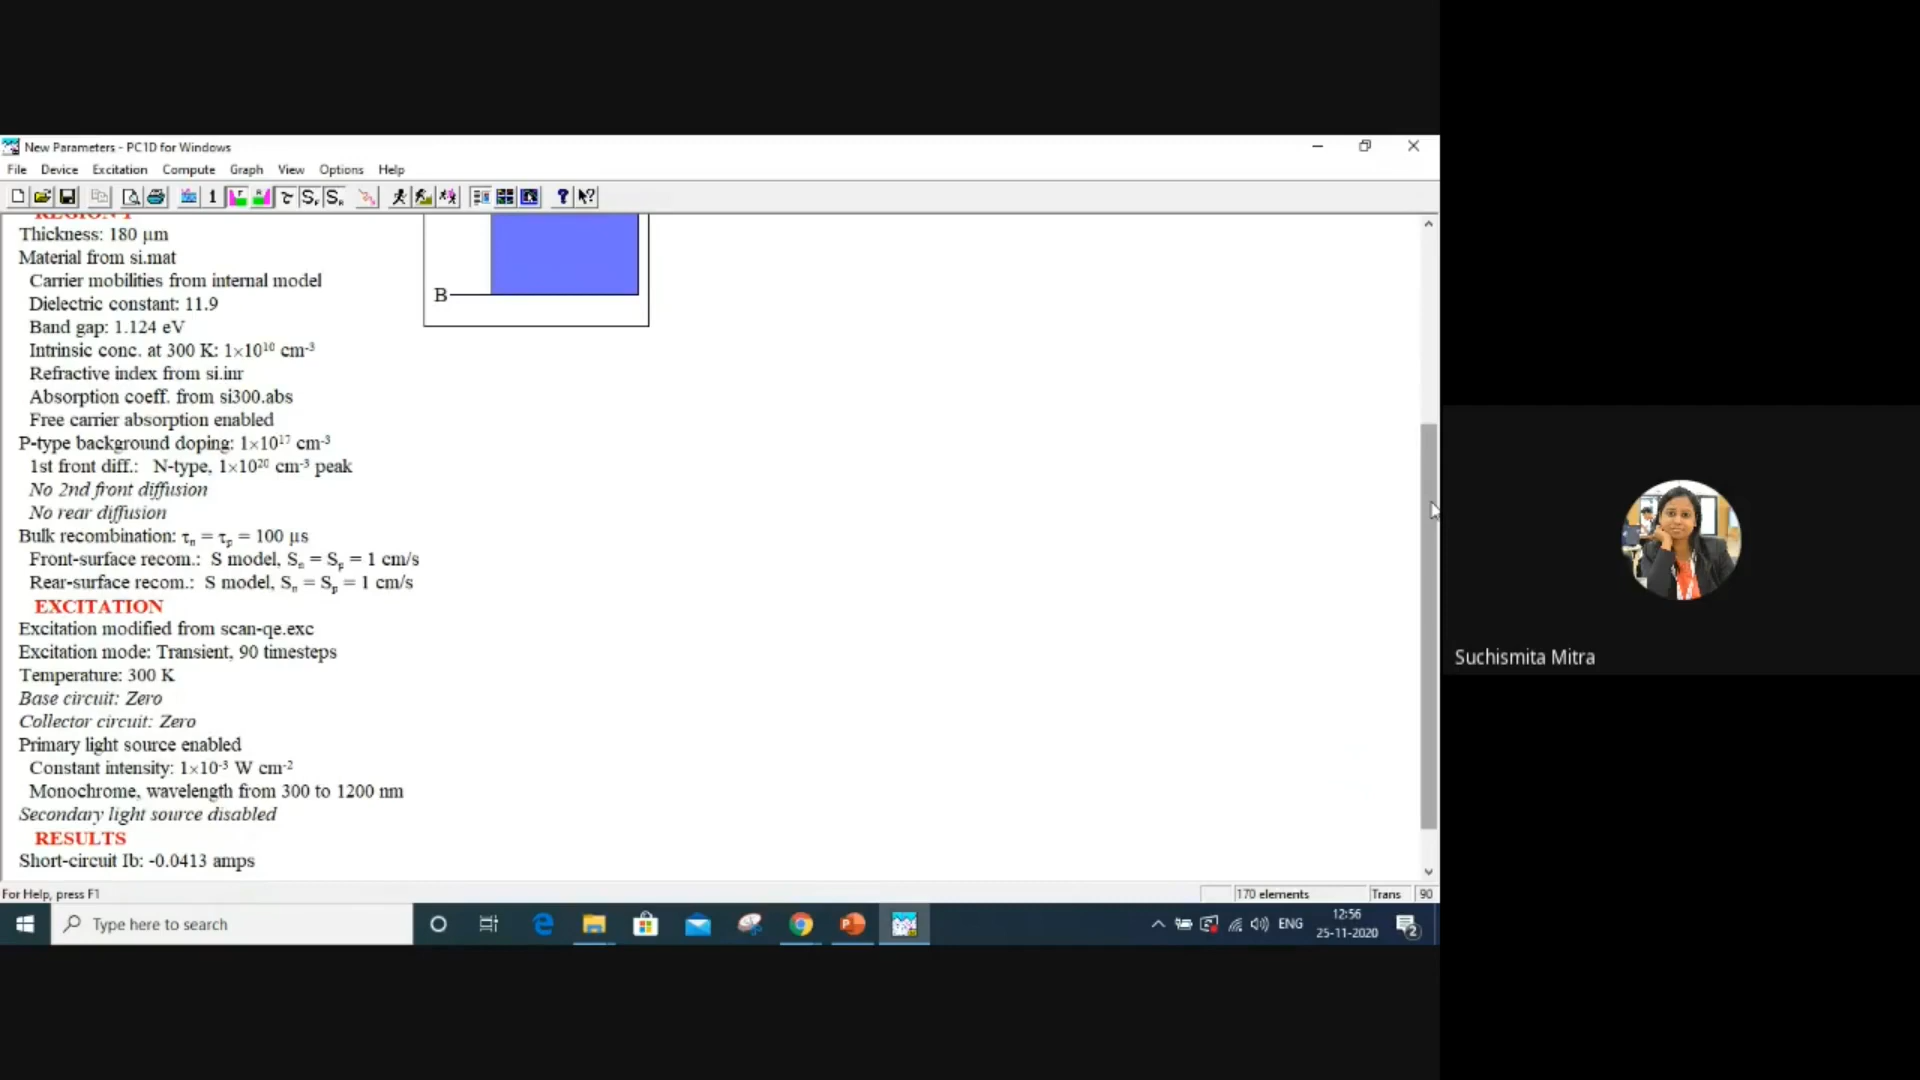 New Parameters - PC1D for Windows
File Device Excitation Compute Graph View Options Help
REGION 1
Thickness: 180 µm
Material from si.mat
Carrier mobilities from internal model
Dielectric constant: 11.9
Band gap: 1.124 eV
Intrinsic conc. at 300 K: 1×10¹⁰ cm⁻³
Refractive index from si.inr
Absorption coeff. from si300.abs
Free carrier absorption enabled
P-type background doping: 1×10¹⁷ cm⁻³
1st front diff.: N-type, 1×10²⁰ cm⁻³ peak
No 2nd front diffusion
No rear diffusion
Bulk recombination: τₙ = τₚ = 100 µs
Front-surface recom.: S model, Sₙ = Sₚ = 1 cm/s
Rear-surface recom.: S model, Sₙ = Sₚ = 1 cm/s
EXCITATION
Excitation modified from scan-qe.exc
Excitation mode: Transient, 90 timesteps
Temperature: 300 K
Base circuit: Zero
Collector circuit: Zero
Primary light source enabled
Constant intensity: 1×10⁻³ W cm⁻²
Monochrome, wavelength from 300 to 1200 nm
Secondary light source disabled
RESULTS
Short-circuit Ib: -0.0413 amps
B
For Help, press F1
170 elements
Trans
90
Type here to search
ENG
12:56
25-11-2020
2
Suchismita Mitra